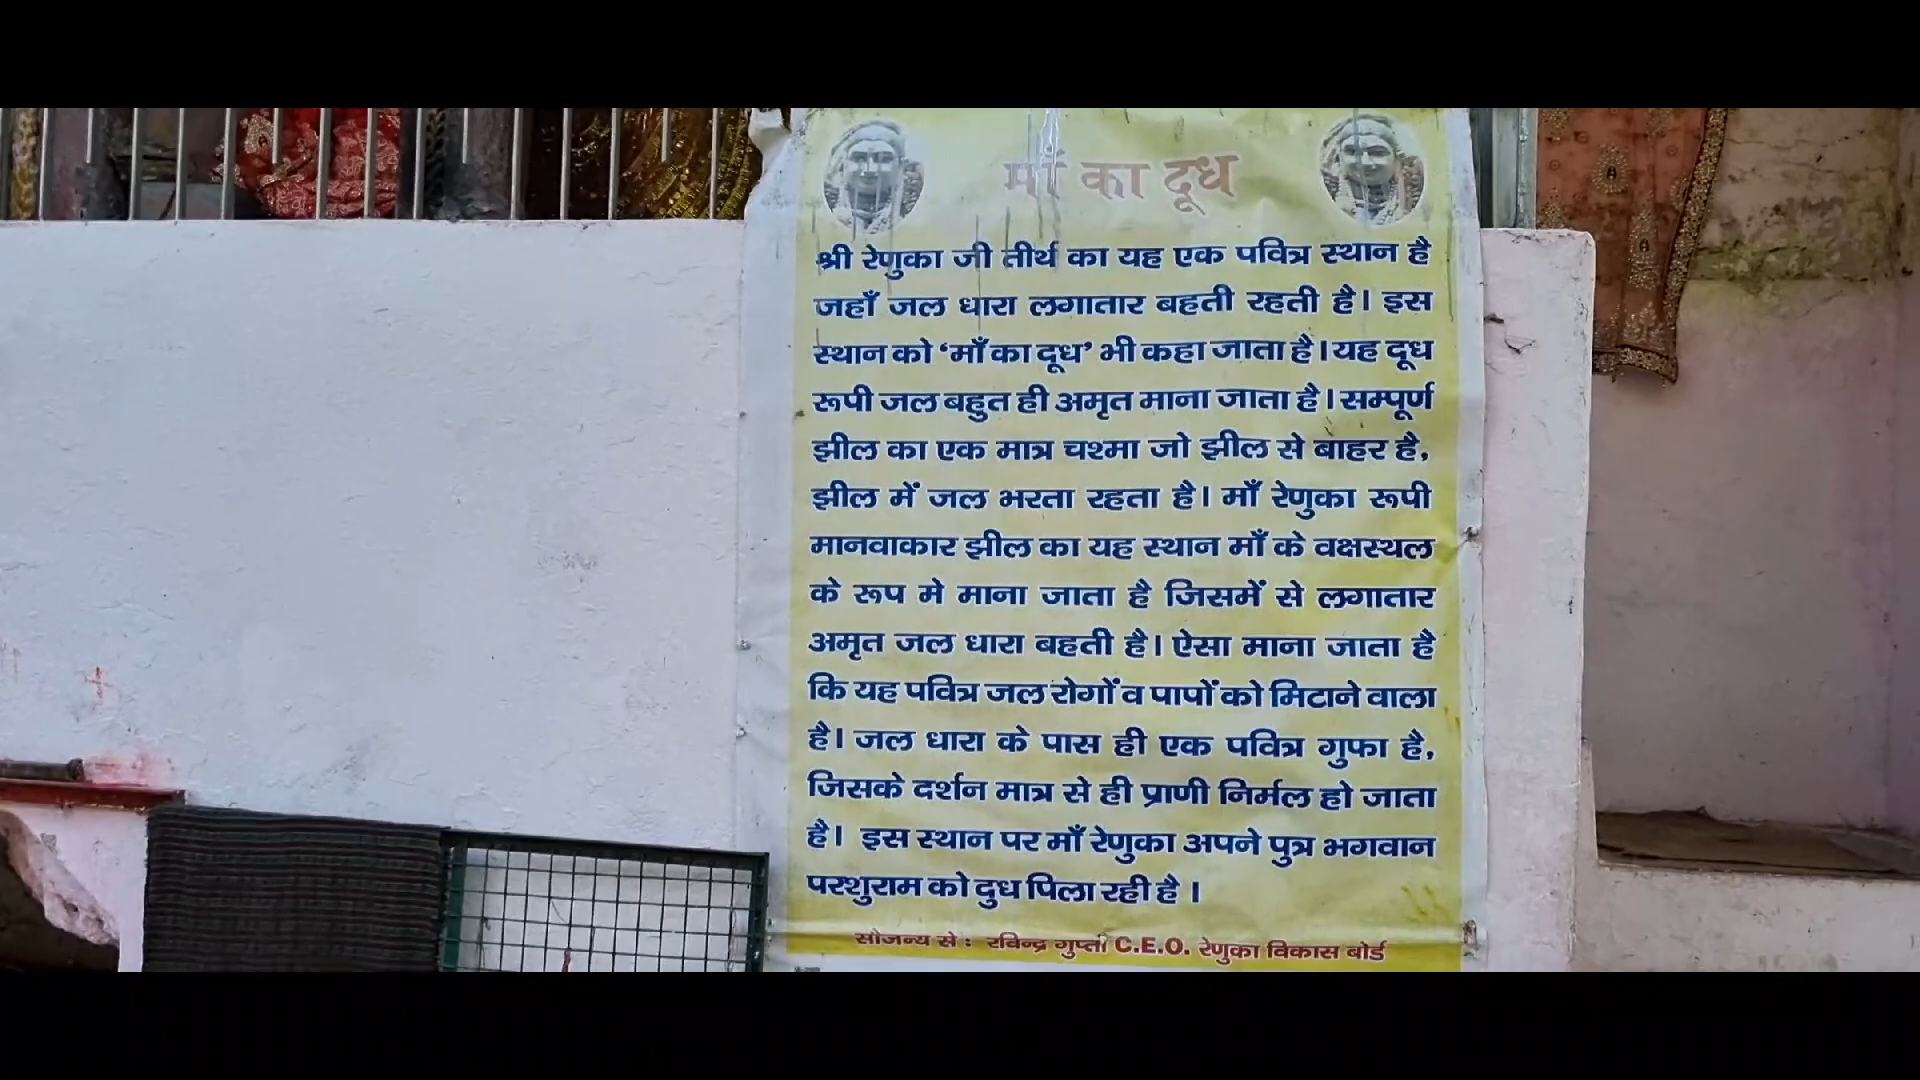 माँ का दूध
श्री रेणुका जी तीर्थ का यह एक पवित्र स्थान है
जहाँ जल धारा लगातार बहती रहती है। इस
स्थान को ‘माँ का दूध’ भी कहा जाता है। यह दूध
रूपी जल बहुत ही अमृत माना जाता है। सम्पूर्ण
झील का एक मात्र चश्मा जो झील से बाहर है,
झील में जल भरता रहता है। माँ रेणुका रूपी
मानवाकार झील का यह स्थान माँ के वक्षस्थल
के रूप मे माना जाता है जिसमें से लगातार
अमृत जल धारा बहती है। ऐसा माना जाता है
कि यह पवित्र जल रोगों व पापों को मिटाने वाला
है। जल धारा के पास ही एक पवित्र गुफा है,
जिसके दर्शन मात्र से ही प्राणी निर्मल हो जाता
है। इस स्थान पर माँ रेणुका अपने पुत्र भगवान
परशुराम को दुध पिला रही है ।
सौजन्य से : रविन्द्र गुप्ता C.E.O. रेणुका विकास बोर्ड